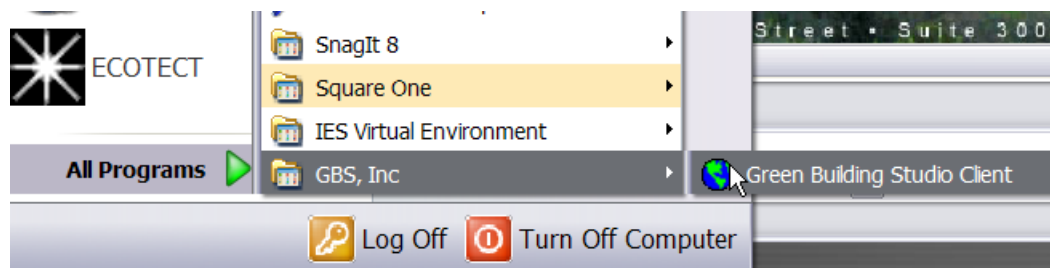 Street • Suite 300
SnagIt 8
ECOTECT
Square One
IES Virtual Environment
All Programs
GBS, Inc
Green Building Studio Client
Log Off
Turn Off Computer